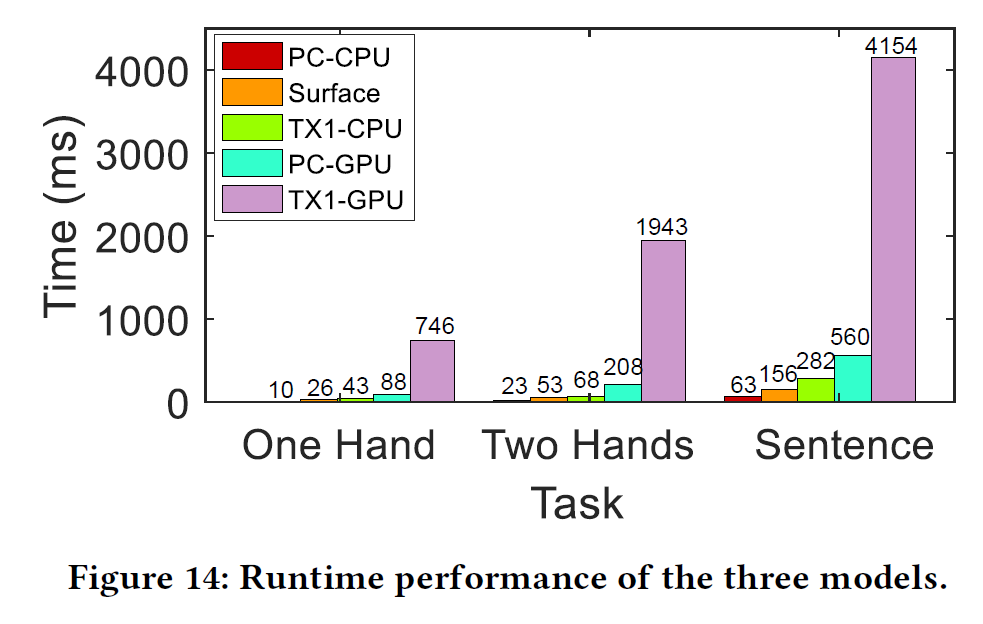 4000
3000
2000
1000
0
Time (ms)
PC-CPU
Surface
TX1-CPU
PC-GPU
TX1-GPU
10 26 43 88 746
23 53 68 208 1943
63 156 282 560 4154
One Hand Two Hands Sentence
Task
Figure 14: Runtime performance of the three models.